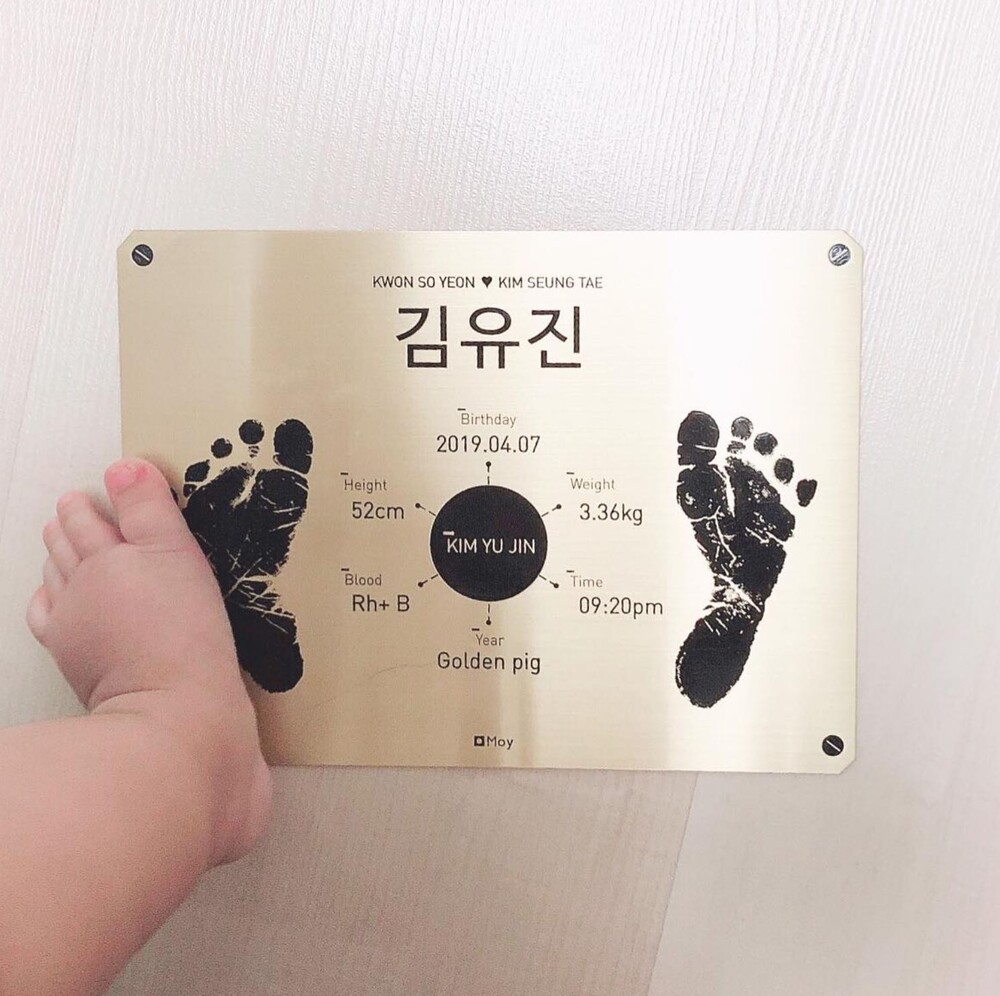 KWON SO YEON ♥ KIM SEUNG TAE
김유진
Birthday
2019.04.07
Height
52cm
Weight
3.36kg
KIM YU JIN
Blood
Rh+ B
Time
09:20pm
Year
Golden pig
Moy